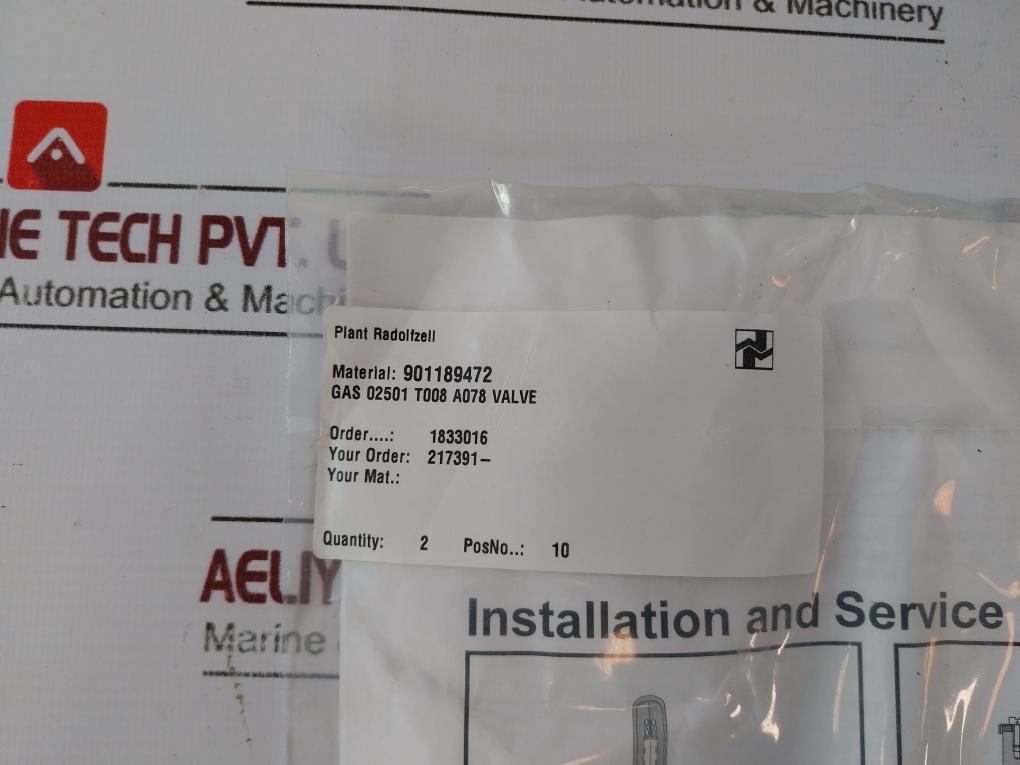 Automation & Machinery
TECH PVT.
Automation &
Plant Radolfzell
Material: 901189472
GAS 02501 T008 A078 VALVE
Order....: 1833016
Your Order: 217391–
Your Mat.:
Quantity: 2 PosNo..: 10
AELIY
Marine
Installation and Service